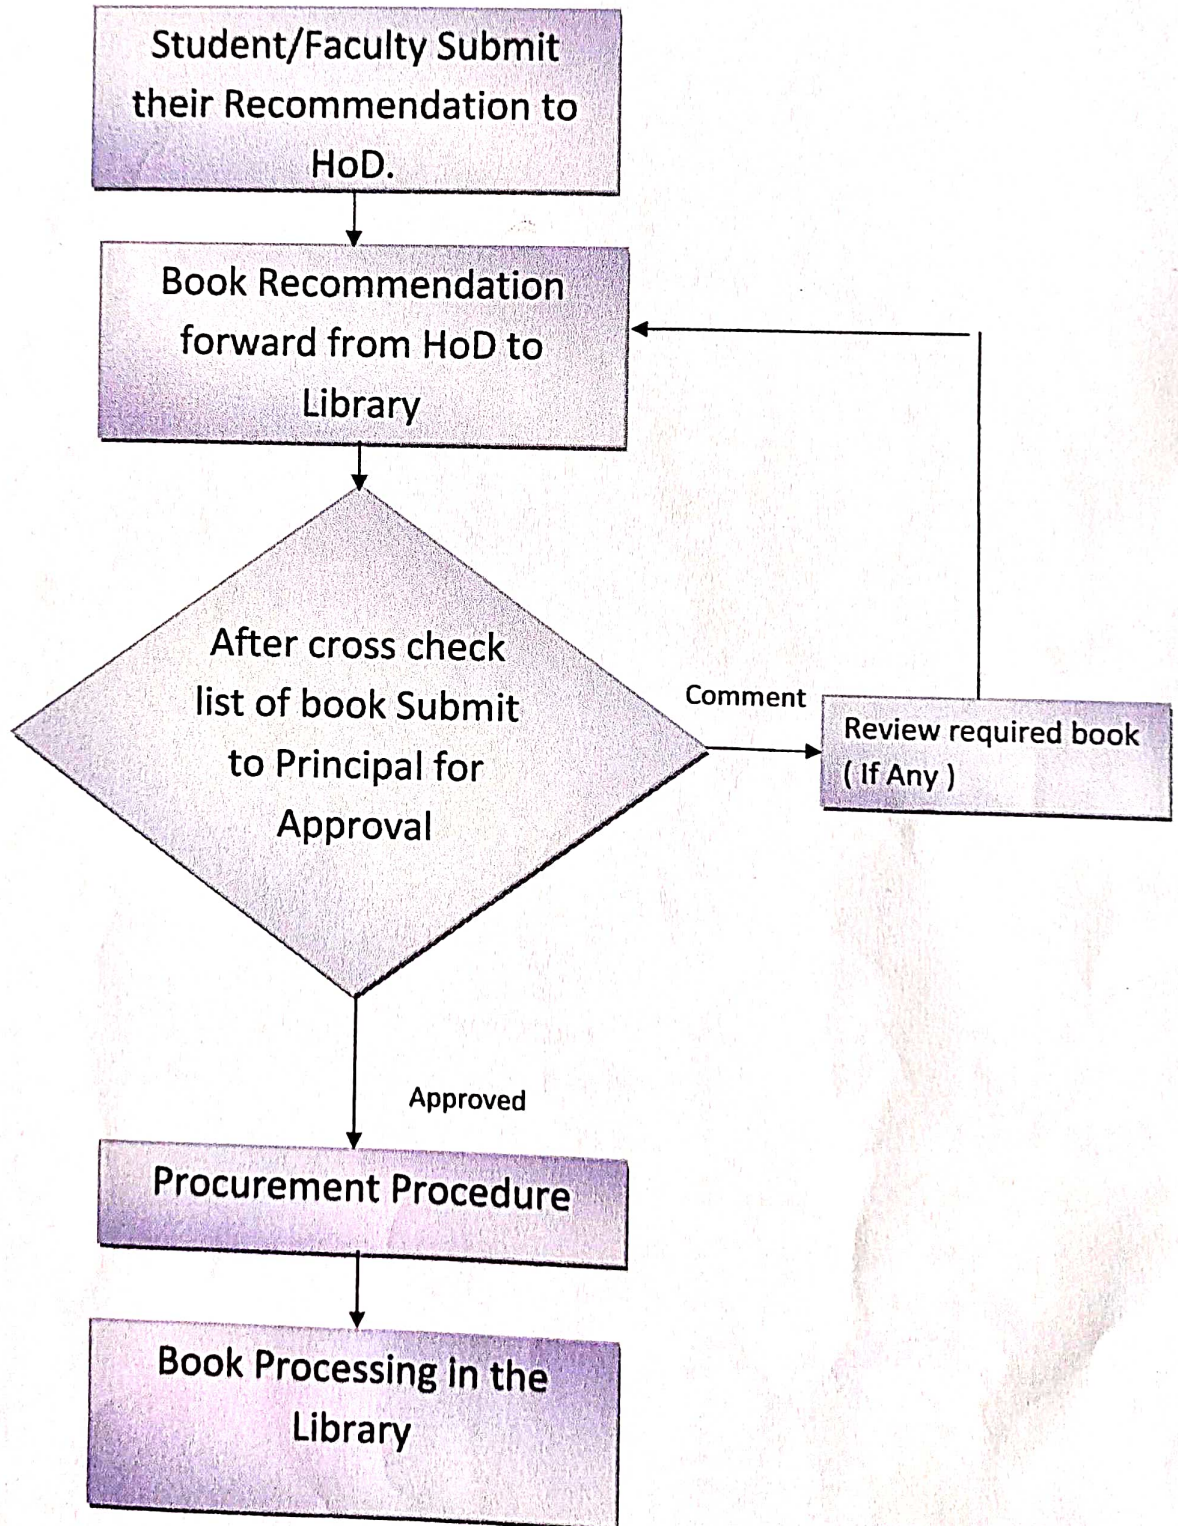 Student/Faculty Submit
their Recommendation to
HoD.
Book Recommendation
forward from HoD to
Library
After cross check
list of book Submit
to Principal for
Approval
Comment
Review required book
( If Any )
Approved
Procurement Procedure
Book Processing in the
Library